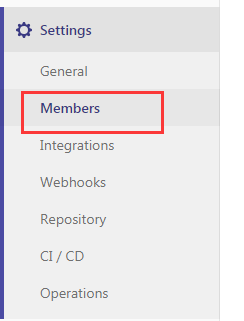 Settings
General
Members
Integrations
Webhooks
Repository
CI / CD
Operations